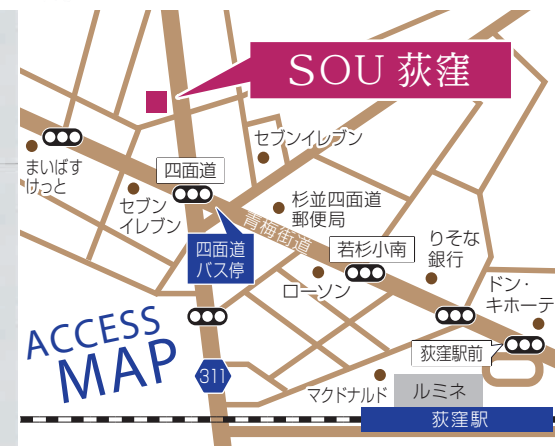 SOU 荻窪
セブンイレブン
まいばす
けっと
四面道
セブン
イレブン
杉並四面道
郵便局
青梅街道
四面道
バス停
若杉小南
りそな
銀行
ローソン
ドン・
キホーテ
ACCESS
MAP
311
荻窪駅前
マクドナルド
ルミネ
荻窪駅